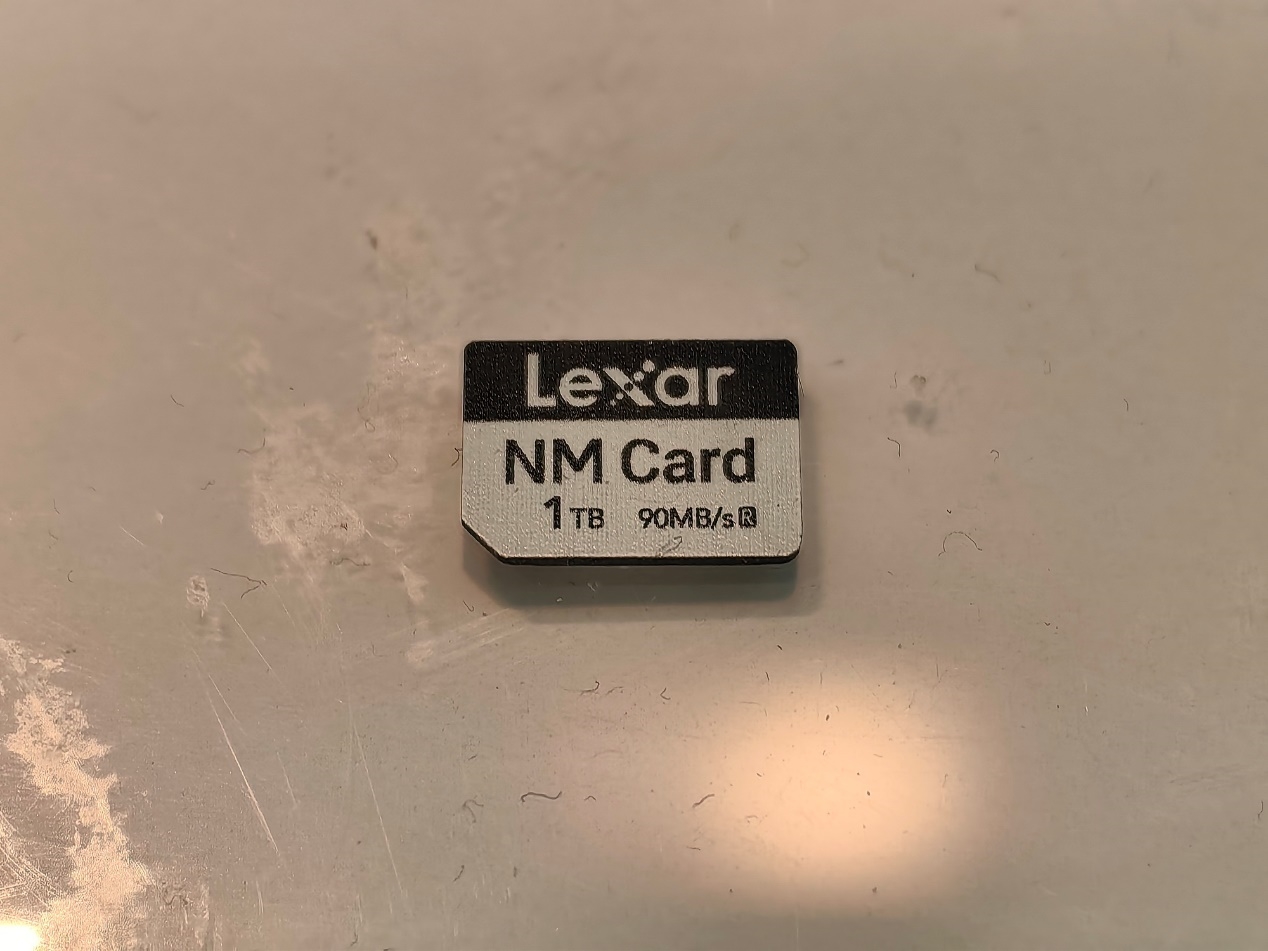 Lexar
NM Card
1TB 90MB/s R